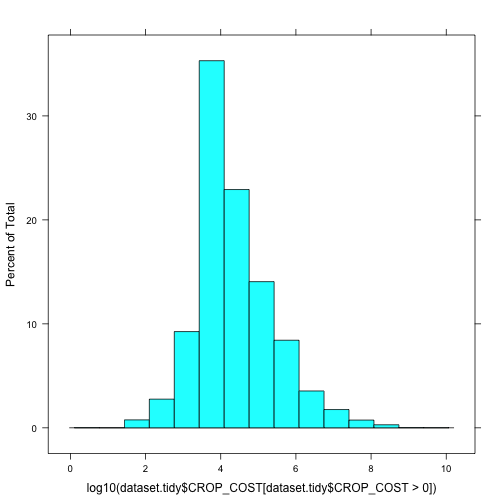 Percent of Total
30
20
10
0
0 2 4 6 8 10
log10(dataset.tidy$CROP_COST[dataset.tidy$CROP_COST > 0])